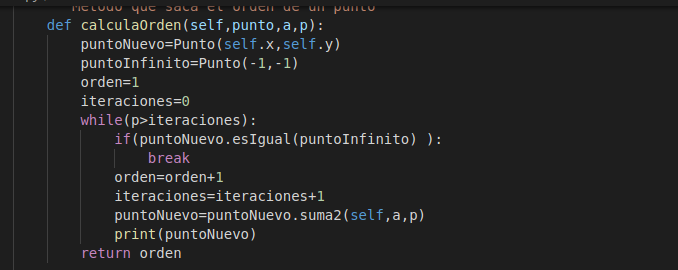 Metodo que saca el orden de un punto
def calculaOrden(self,punto,a,p):
puntoNuevo=Punto(self.x,self.y)
puntoInfinito=Punto(-1,-1)
orden=1
iteraciones=0
while(p>iteraciones):
if(puntoNuevo.esIgual(puntoInfinito) ):
break
orden=orden+1
iteraciones=iteraciones+1
puntoNuevo=puntoNuevo.suma2(self,a,p)
print(puntoNuevo)
return orden